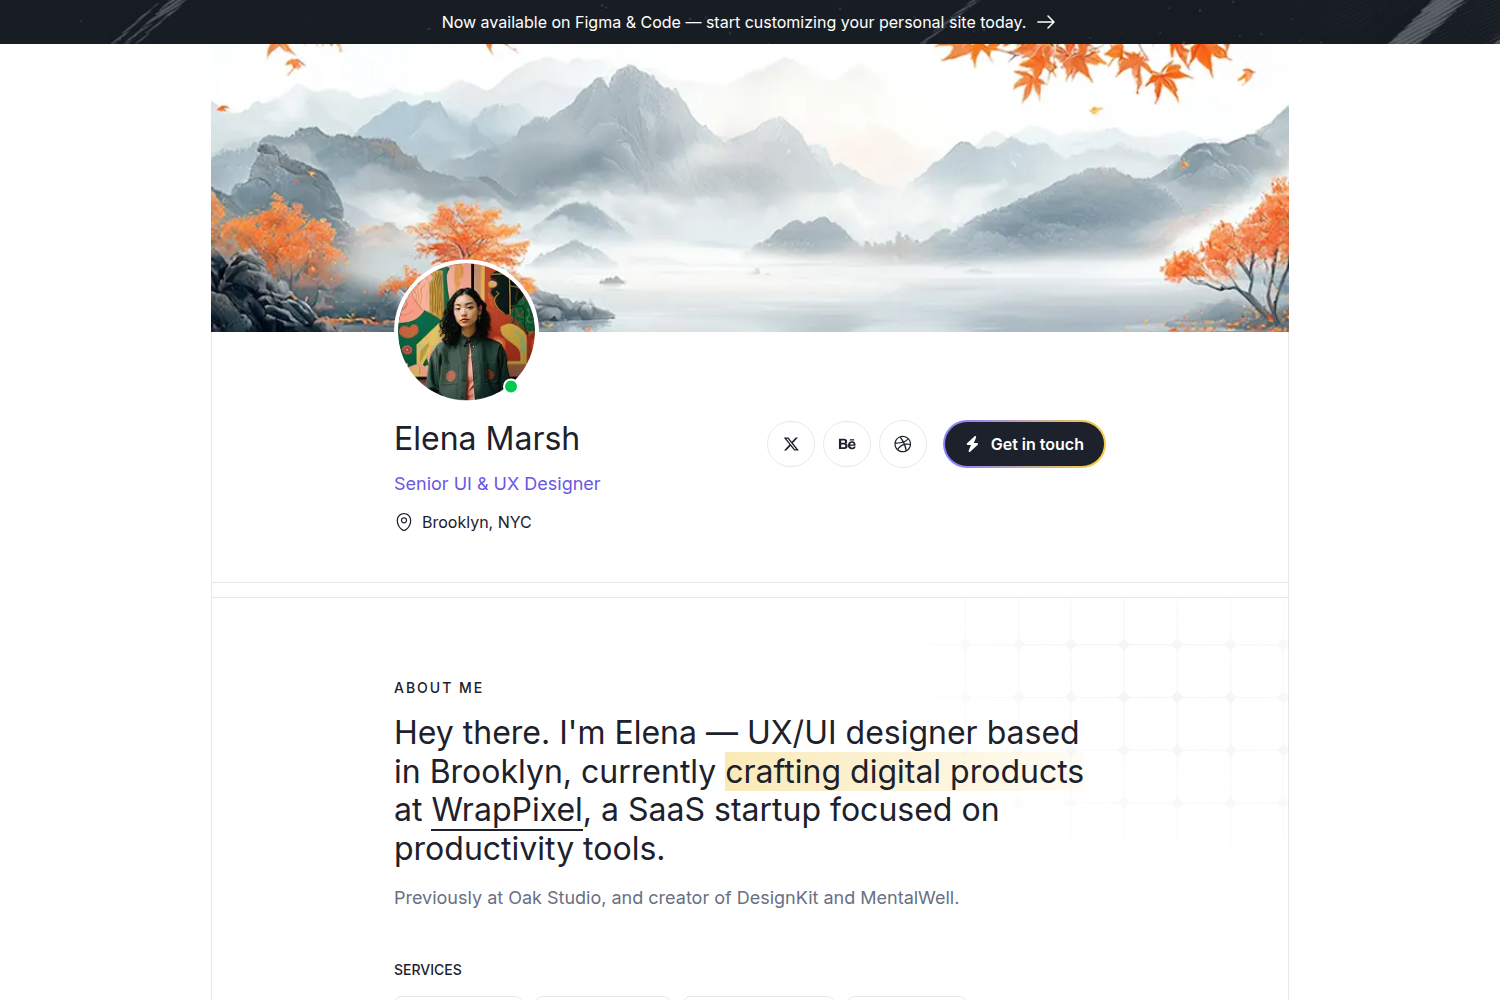 Now available on Figma & Code — start customizing your personal site today.
Elena Marsh
Bē
Get in touch
Senior UI & UX Designer
Brooklyn, NYC
ABOUT ME
Hey there. I'm Elena — UX/UI designer based
in Brooklyn, currently crafting digital products
at WrapPixel, a SaaS startup focused on
productivity tools.
Previously at Oak Studio, and creator of DesignKit and MentalWell.
SERVICES